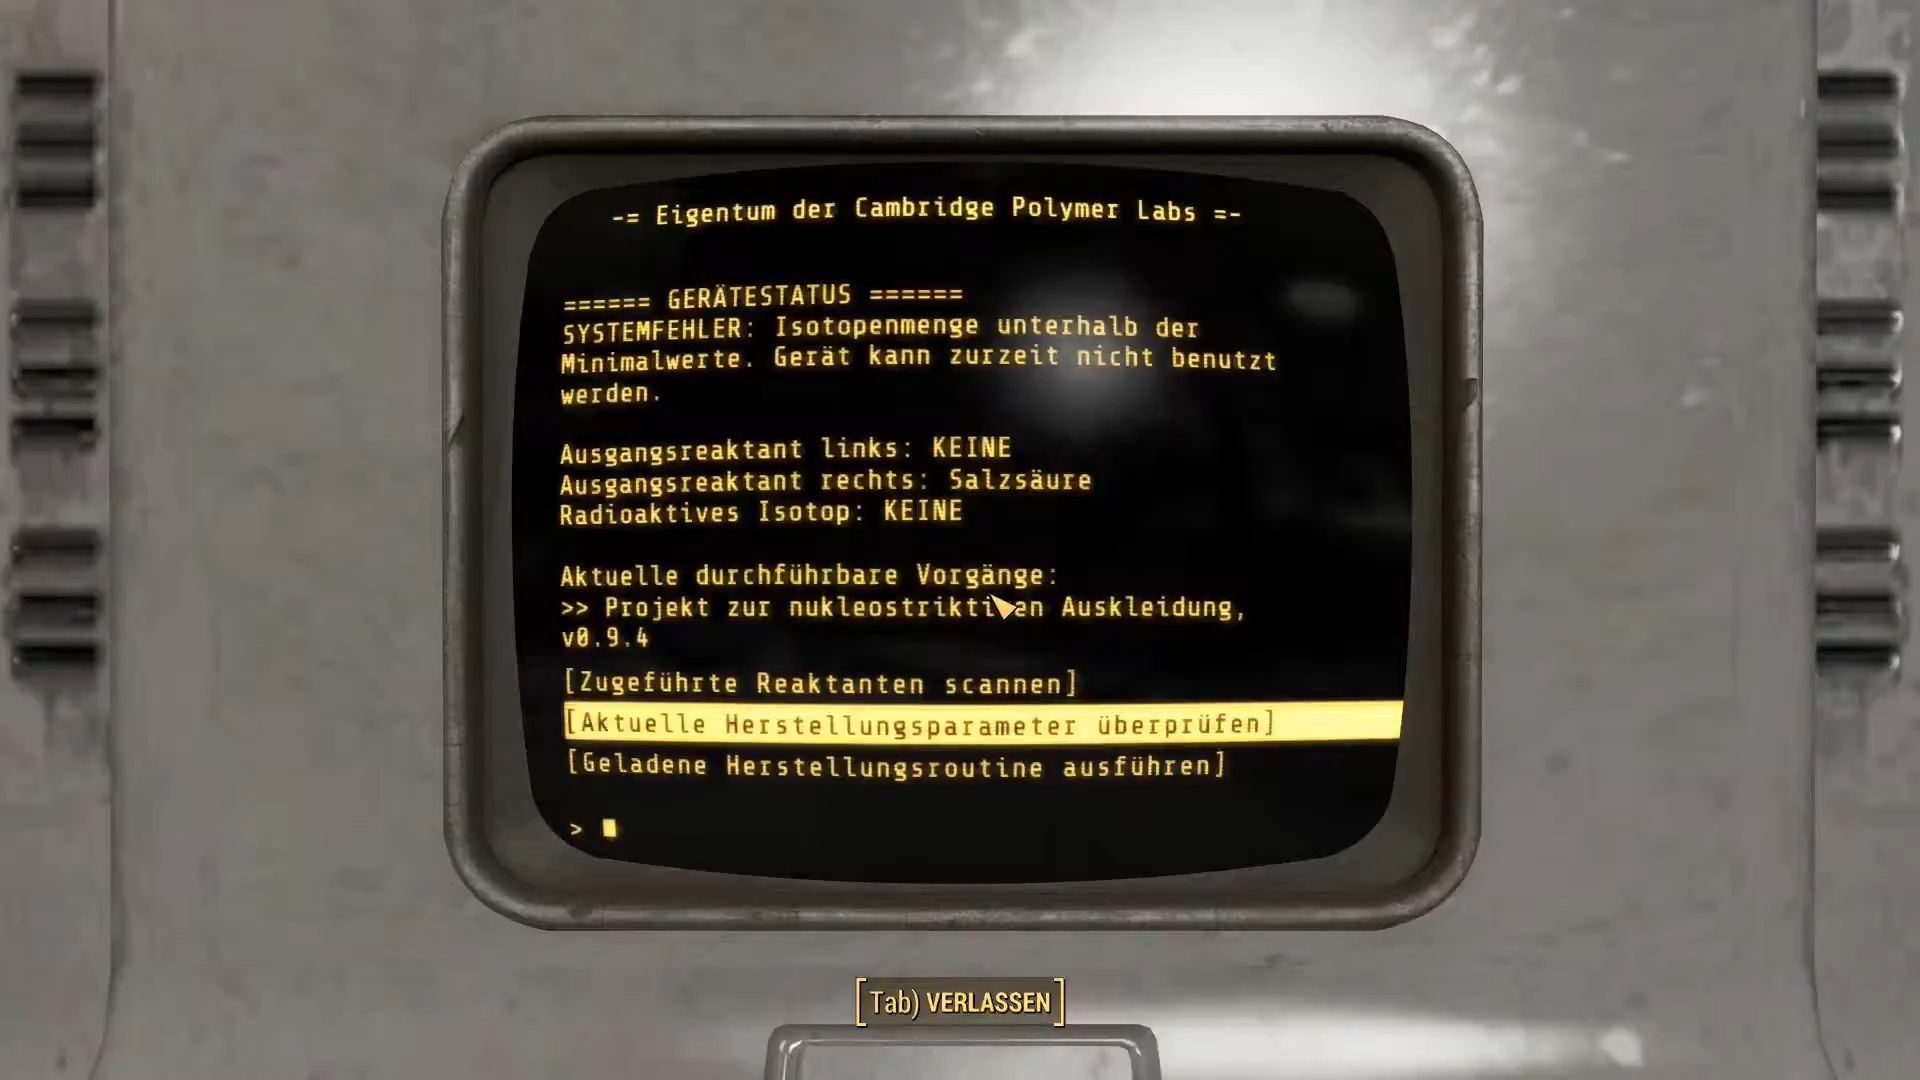 -= Eigentum der Cambridge Polymer Labs =-
====== GERÄTESTATUS ======
SYSTEMFEHLER: Isotopenmenge unterhalb der
Minimalwerte. Gerät kann zurzeit nicht benutzt
werden.
Ausgangsreaktant links: KEINE
Ausgangsreaktant rechts: Salzsäure
Radioaktives Isotop: KEINE
Aktuelle durchführbare Vorgänge:
>> Projekt zur nukleostriktiven Auskleidung,
v0.9.4
[Zugeführte Reaktanten scannen]
[Aktuelle Herstellungsparameter überprüfen]
[Geladene Herstellungsroutine ausführen]
>
[Tab) VERLASSEN]